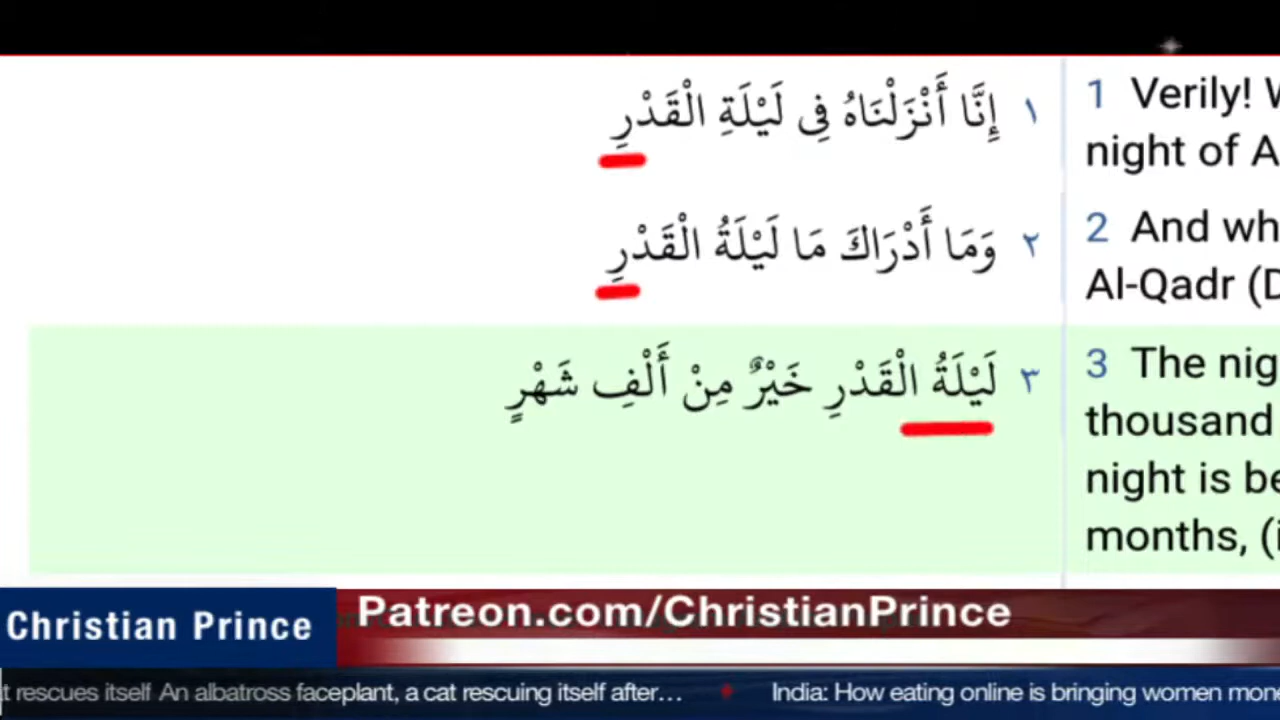 ١ إِنَّا أَنْزَلْنَاهُ فِى لَيْلَةِ الْقَدْرِ
1 Verily! W
night of A
٢ وَمَا أَدْرَاكَ مَا لَيْلَةُ الْقَدْرِ
2 And wh
Al-Qadr (D
٣ لَيْلَةُ الْقَدْرِ خَيْرٌ مِنْ أَلْفِ شَهْرٍ
3 The nig
thousand
night is be
months, (i
Christian Prince
Patreon.com/ChristianPrince
t rescues itself An albatross faceplant, a cat rescuing itself after… India: How eating online is bringing women mone